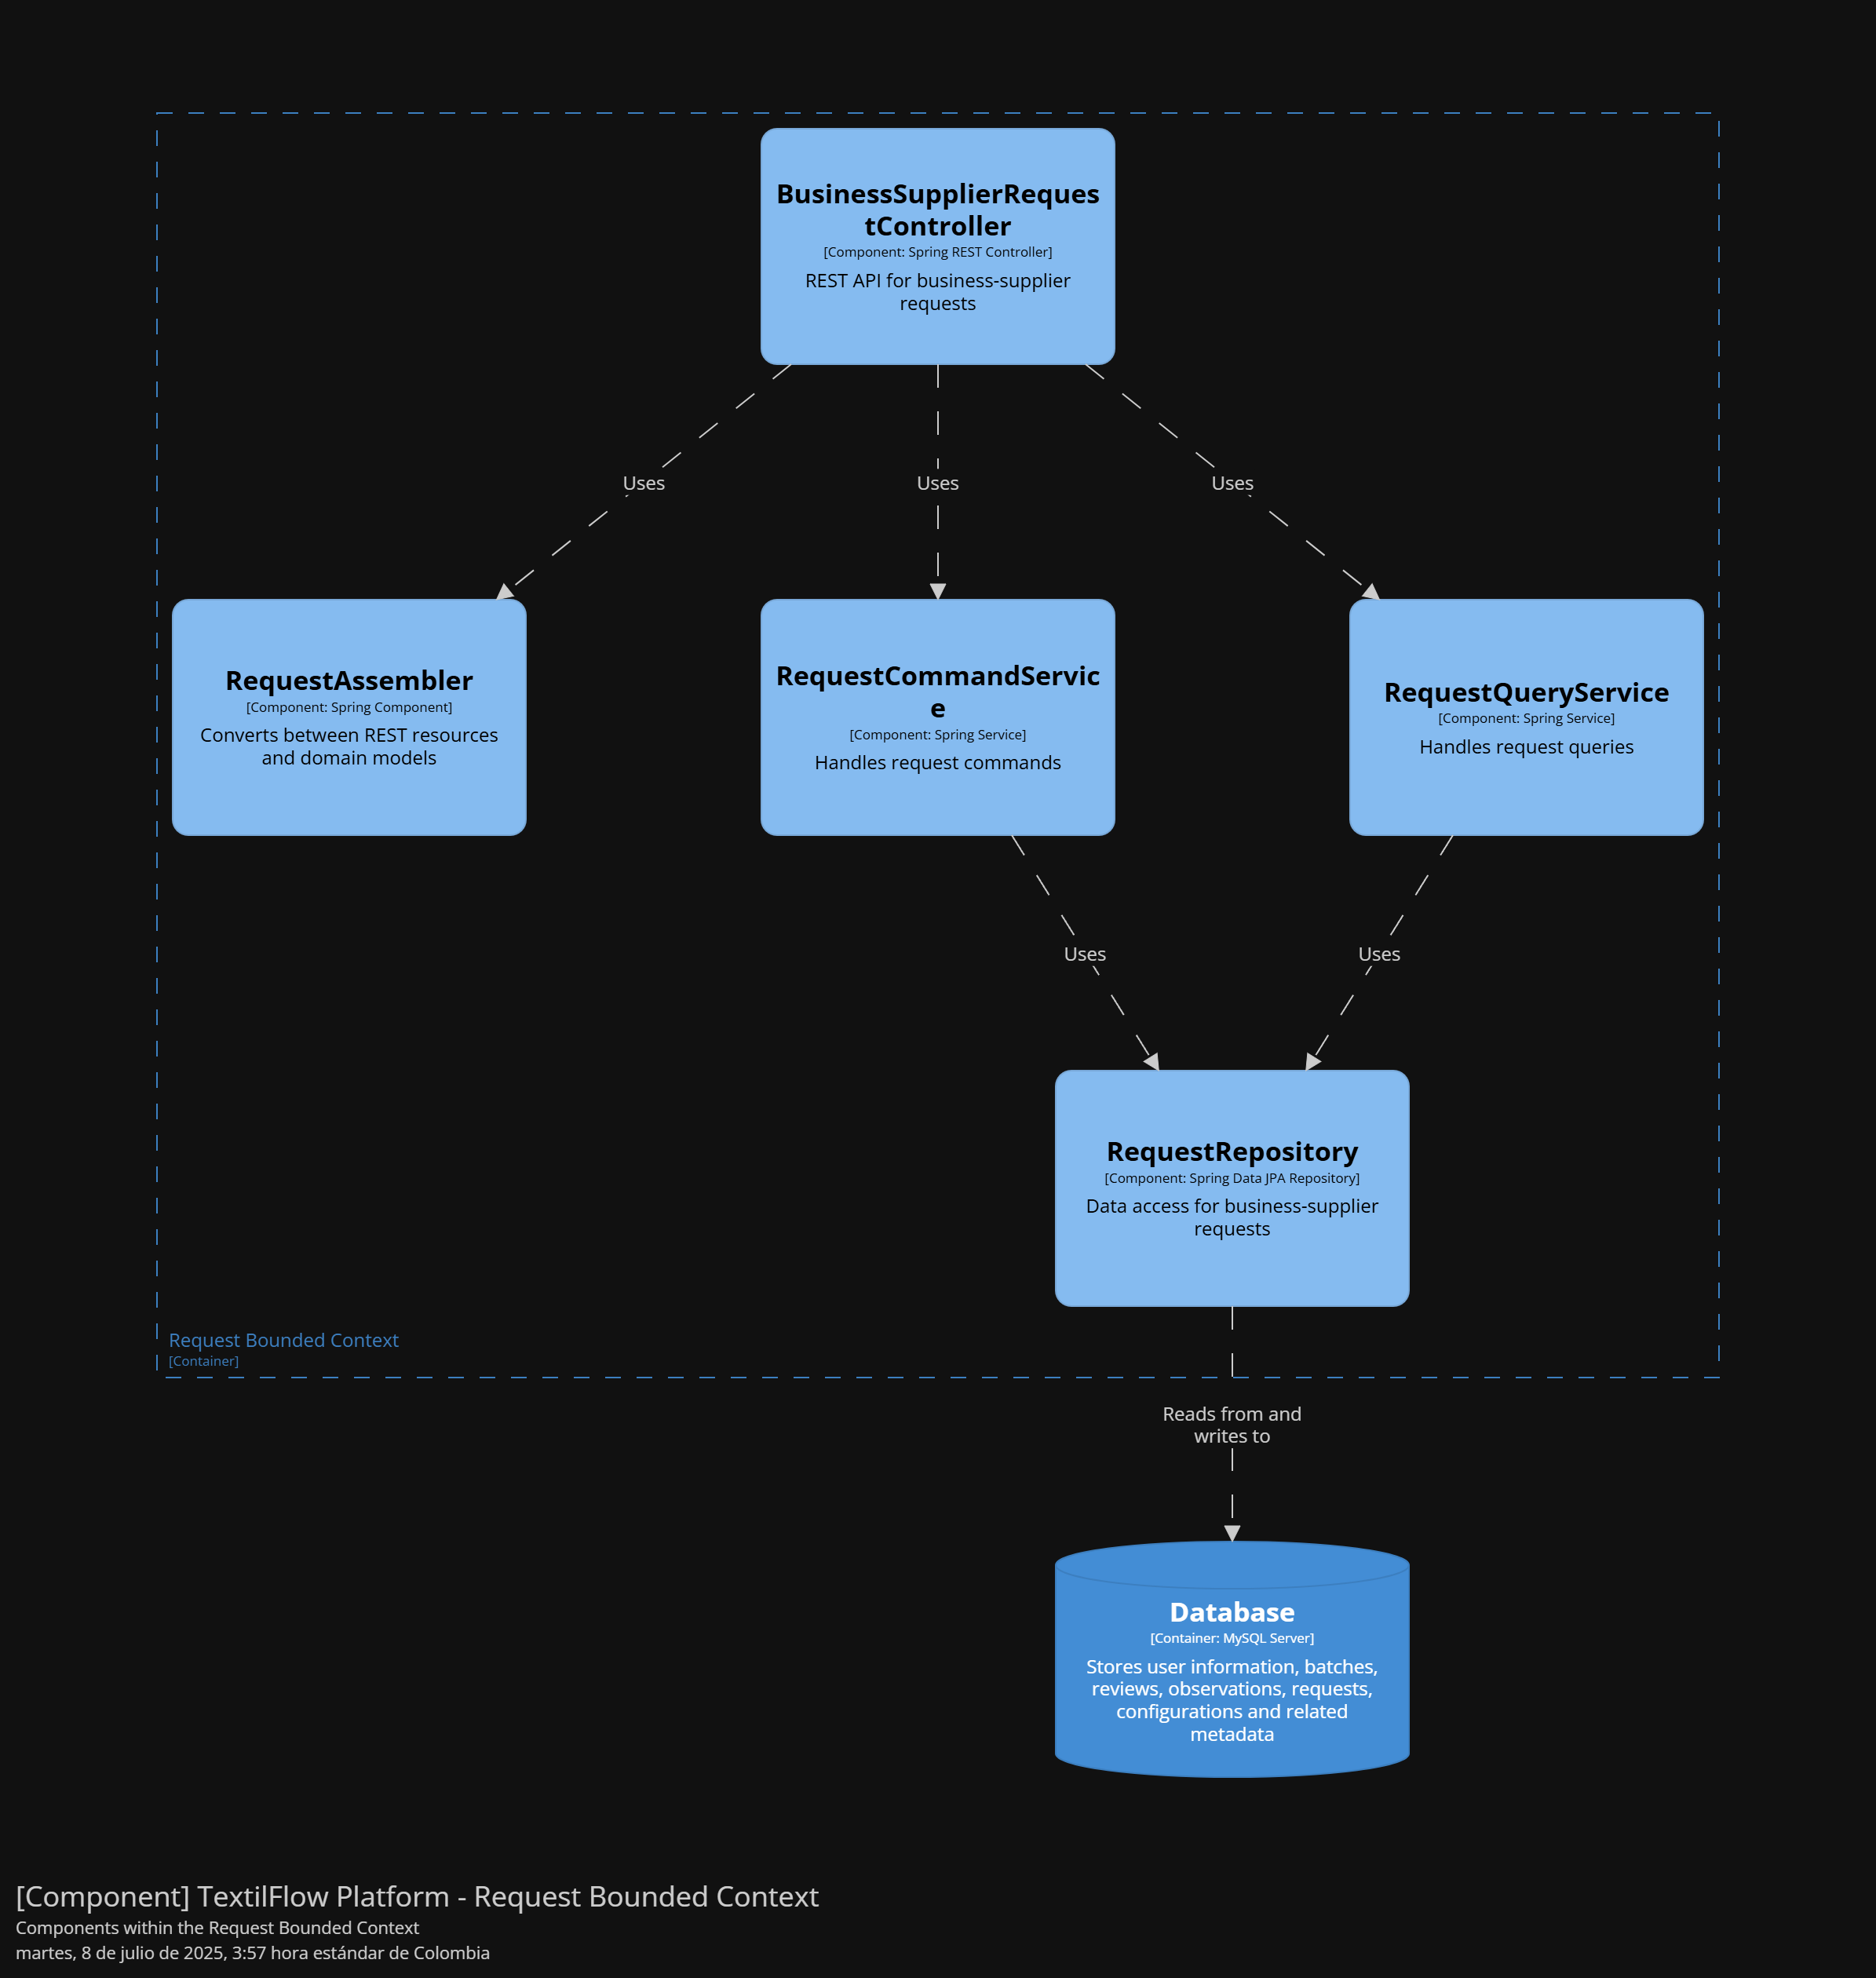 BusinessSupplierReques
tController
[Component: Spring REST Controller]
REST API for business-supplier
requests
Uses
Uses
Uses
RequestAssembler
[Component: Spring Component]
Converts between REST resources
and domain models
RequestCommandServic
e
[Component: Spring Service]
Handles request commands
RequestQueryService
[Component: Spring Service]
Handles request queries
Uses
Uses
RequestRepository
[Component: Spring Data JPA Repository]
Data access for business-supplier
requests
Request Bounded Context
[Container]
Reads from and
writes to
Database
[Container: MySQL Server]
Stores user information, batches,
reviews, observations, requests,
configurations and related
metadata
[Component] TextilFlow Platform - Request Bounded Context
Components within the Request Bounded Context
martes, 8 de julio de 2025, 3:57 hora estándar de Colombia